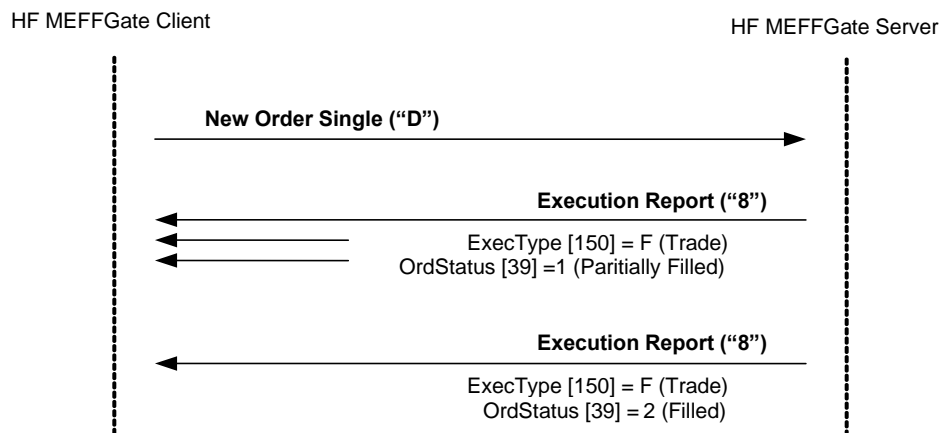 HF MEFFGate Client
HF MEFFGate Server
New Order Single (“D”)
Execution Report (“8”)
ExecType [150] = F (Trade)
OrdStatus [39] =1 (Paritially Filled)
Execution Report (“8”)
ExecType [150] = F (Trade)
OrdStatus [39] = 2 (Filled)